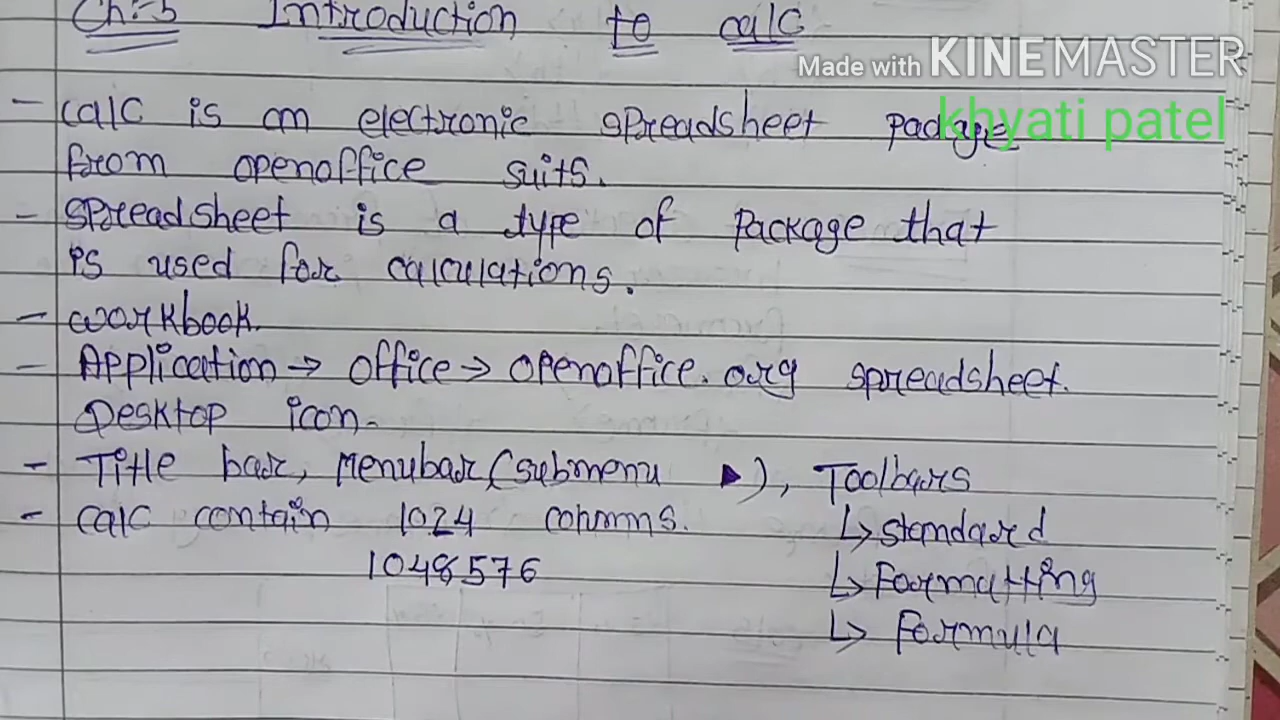 Ch:-5 Introduction to calc
Made with KINEMASTER
khyati patel
- calc is an electronic spreadsheet package
from openoffice suits.
- spreadsheet is a type of package that
is used for calculations.
- workbook.
- Application → office → openoffice.org spreadsheet.
Desktop icon.
- Title bar, Menubar (submenu ▶), Toolbars
- calc contain 1024 colummns.
↳ standard
1048576
↳ Formatting
↳ Formula